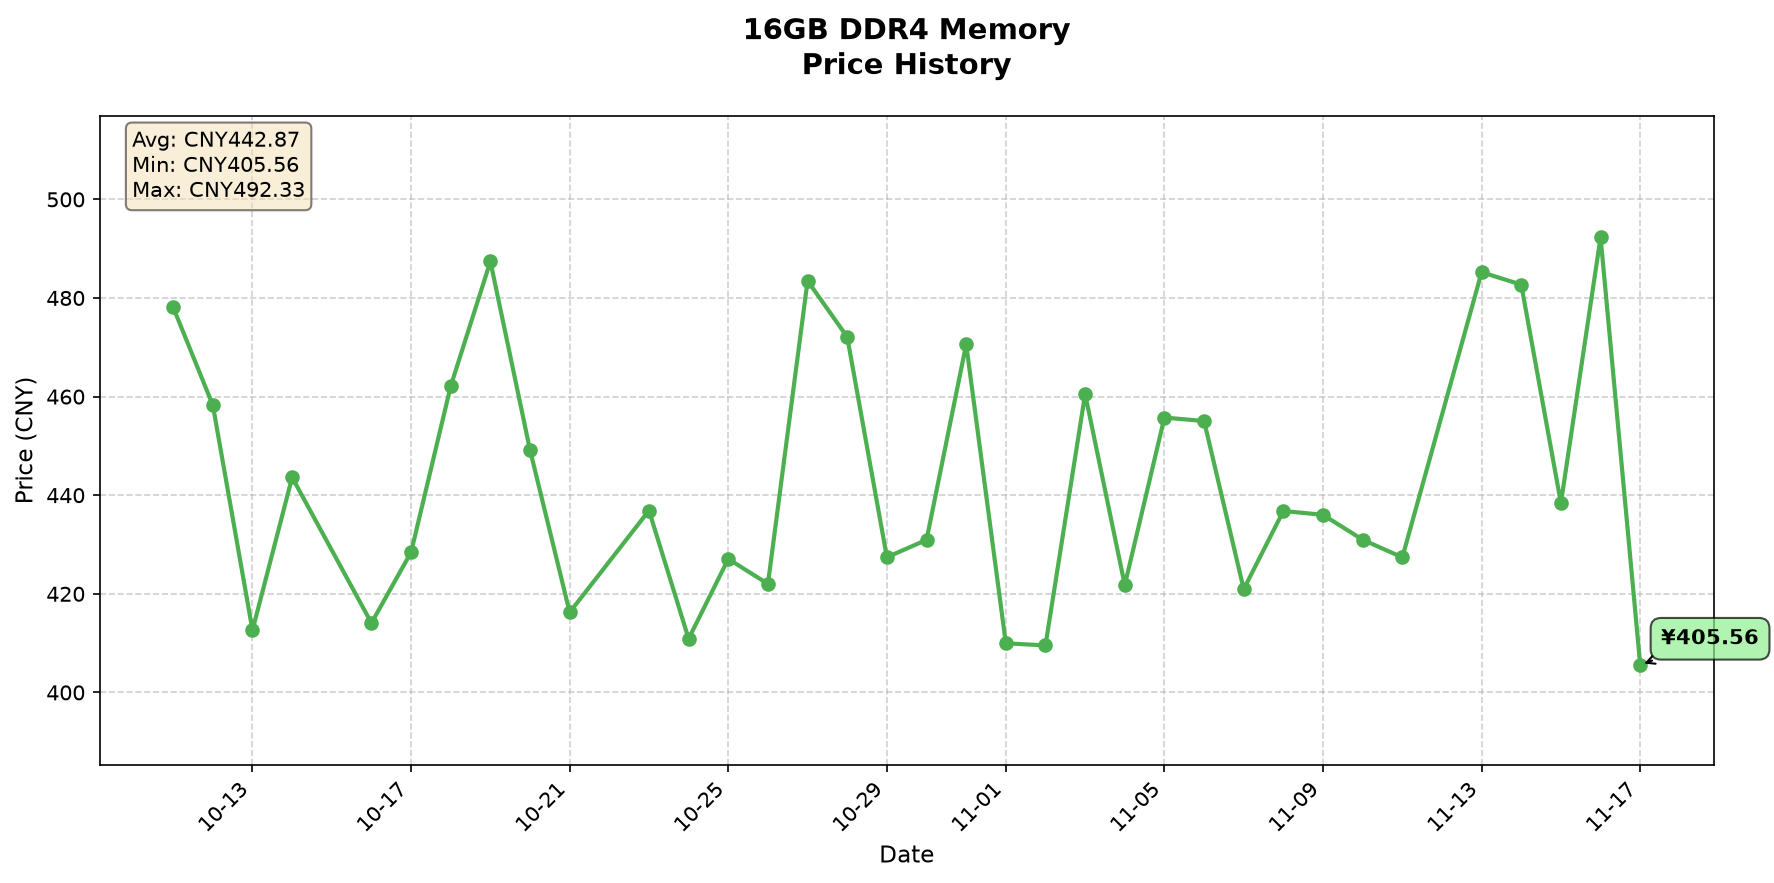 16GB DDR4 Memory
Price History
Avg: CNY442.87
Min: CNY405.56
Max: CNY492.33
Price (CNY)
500
480
460
440
420
400
¥405.56
10-13
10-17
10-21
10-25
10-29
11-01
11-05
11-09
11-13
11-17
Date